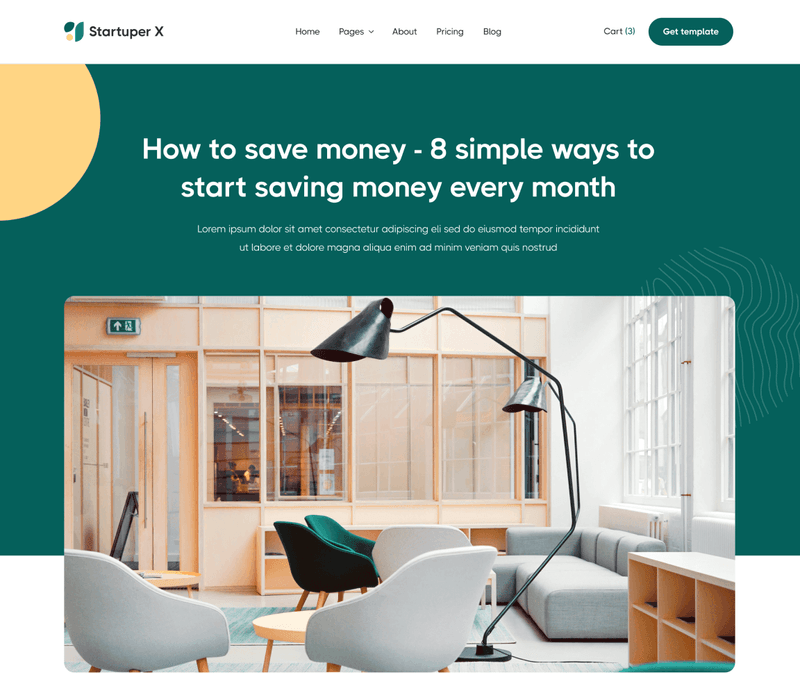 Startuper X
Home Pages About Pricing Blog
Cart (3)
Get template
How to save money - 8 simple ways to
start saving money every month
Lorem ipsum dolor sit amet consectetur adipiscing eli sed do eiusmod tempor incididunt
ut labore et dolore magna aliqua enim ad minim veniam quis nostrud